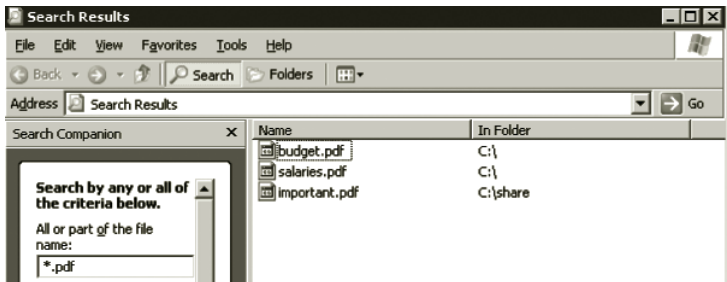 Search Results
File Edit View Favorites Tools Help
Back Search Folders
Address Search Results Go
Search Companion x Name In Folder
budget.pdf C:\
salaries.pdf C:\
important.pdf C:\share
Search by any or all of
the criteria below.
All or part of the file
name:
*.pdf